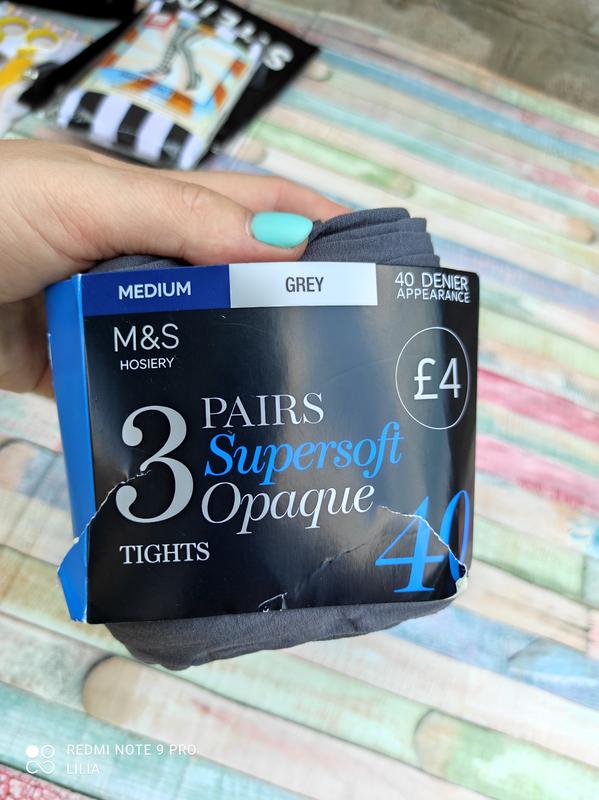 MEDIUM
GREY
40 DENIER
APPEARANCE
M&S
HOSIERY
£4
3 PAIRS
Supersoft
Opaque
40
TIGHTS
REDMI NOTE 9 PRO
LILIA